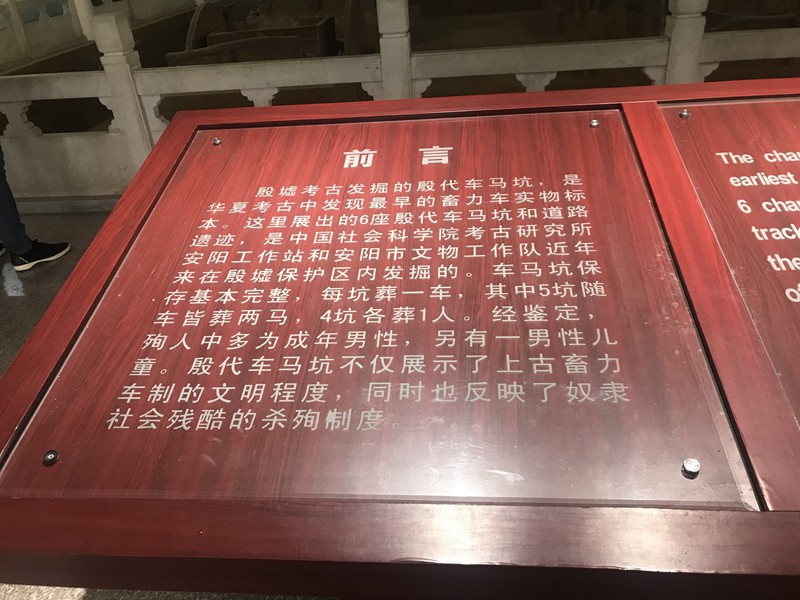 前言
殷墟考古发掘的殷代车马坑，是
华夏考古中发现最早的畜力车实物标
本。这里展出的6座殷代车马坑和道路
遗迹，是中国社会科学院考古研究所
安阳工作站和安阳市文物工作队近年
来在殷墟保护区内发掘的。车马坑保
存基本完整，每坑葬一车，其中5坑随
车皆葬两马，4坑各葬1人。经鉴定，
殉人中多为成年男性，另有一男性儿
童。殷代车马坑不仅展示了上古畜力
车制的文明程度，同时也反映了奴隶
社会残酷的杀殉制度。
The
earliest
6
the